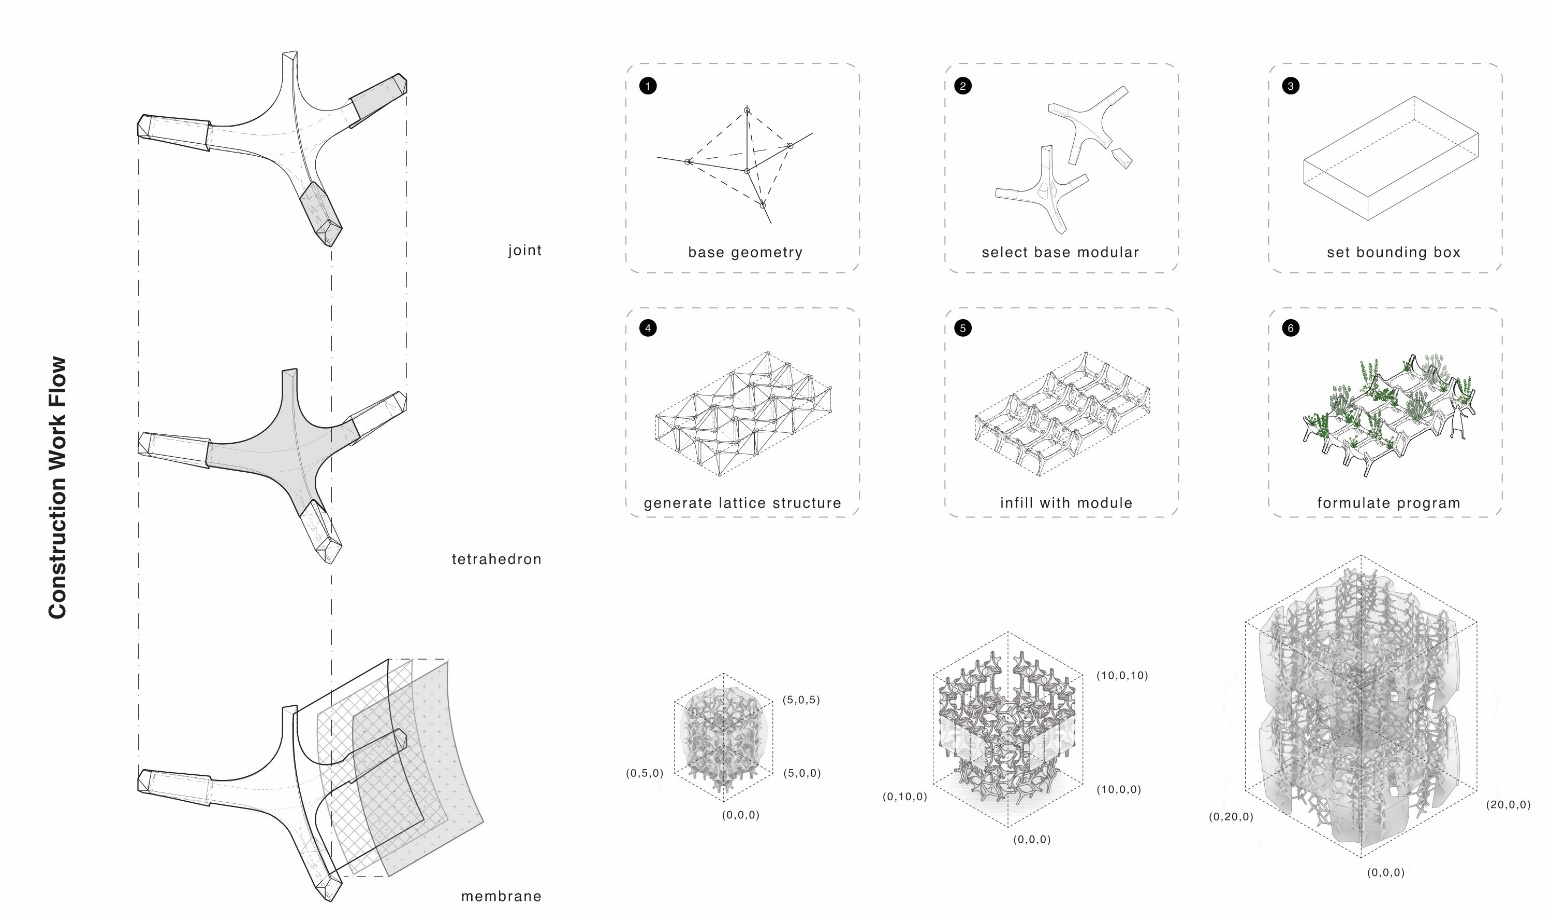 Construction Work Flow
joint
tetrahedron
membrane
1
base geometry
2
select base modular
3
set bounding box
4
generate lattice structure
5
infill with module
6
formulate program
(5,0,5)
(0,5,0)
(5,0,0)
(0,0,0)
(10,0,10)
(0,10,0)
(10,0,0)
(0,0,0)
(0,20,0)
(20,0,0)
(0,0,0)